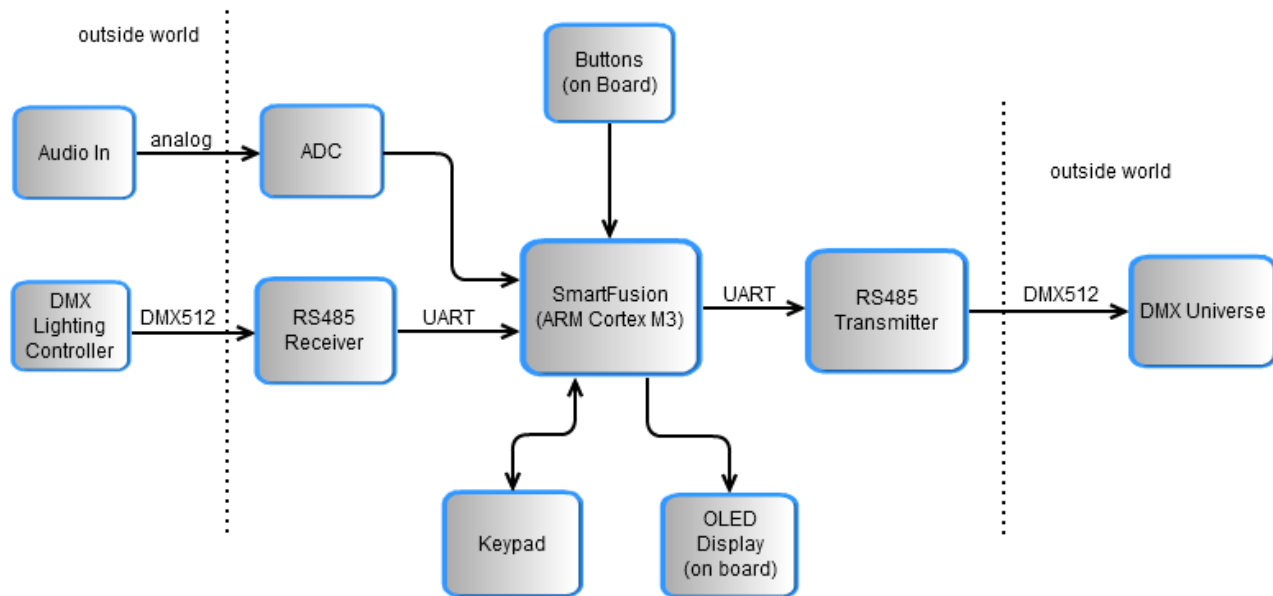 outside world
Buttons
(on Board)
Audio In
analog
ADC
outside world
DMX
Lighting
Controller
DMX512
RS485
Receiver
UART
SmartFusion
(ARM Cortex M3)
UART
RS485
Transmitter
DMX512
DMX Universe
Keypad
OLED
Display
(on board)